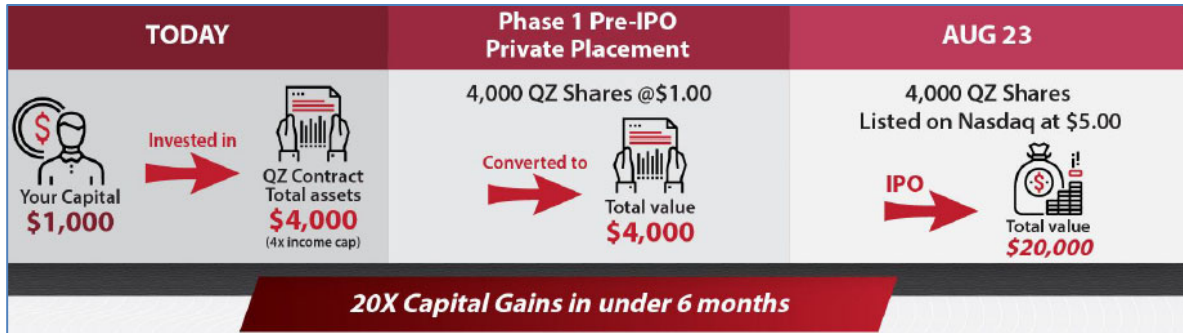 TODAY
Your Capital
$1,000
Invested in
QZ Contract
Total assets
$4,000
(4x income cap)
Phase 1 Pre-IPO
Private Placement
4,000 QZ Shares @$1.00
Converted to
Total value
$4,000
AUG 23
4,000 QZ Shares
Listed on Nasdaq at $5.00
IPO
Total value
$20,000
20X Capital Gains in under 6 months